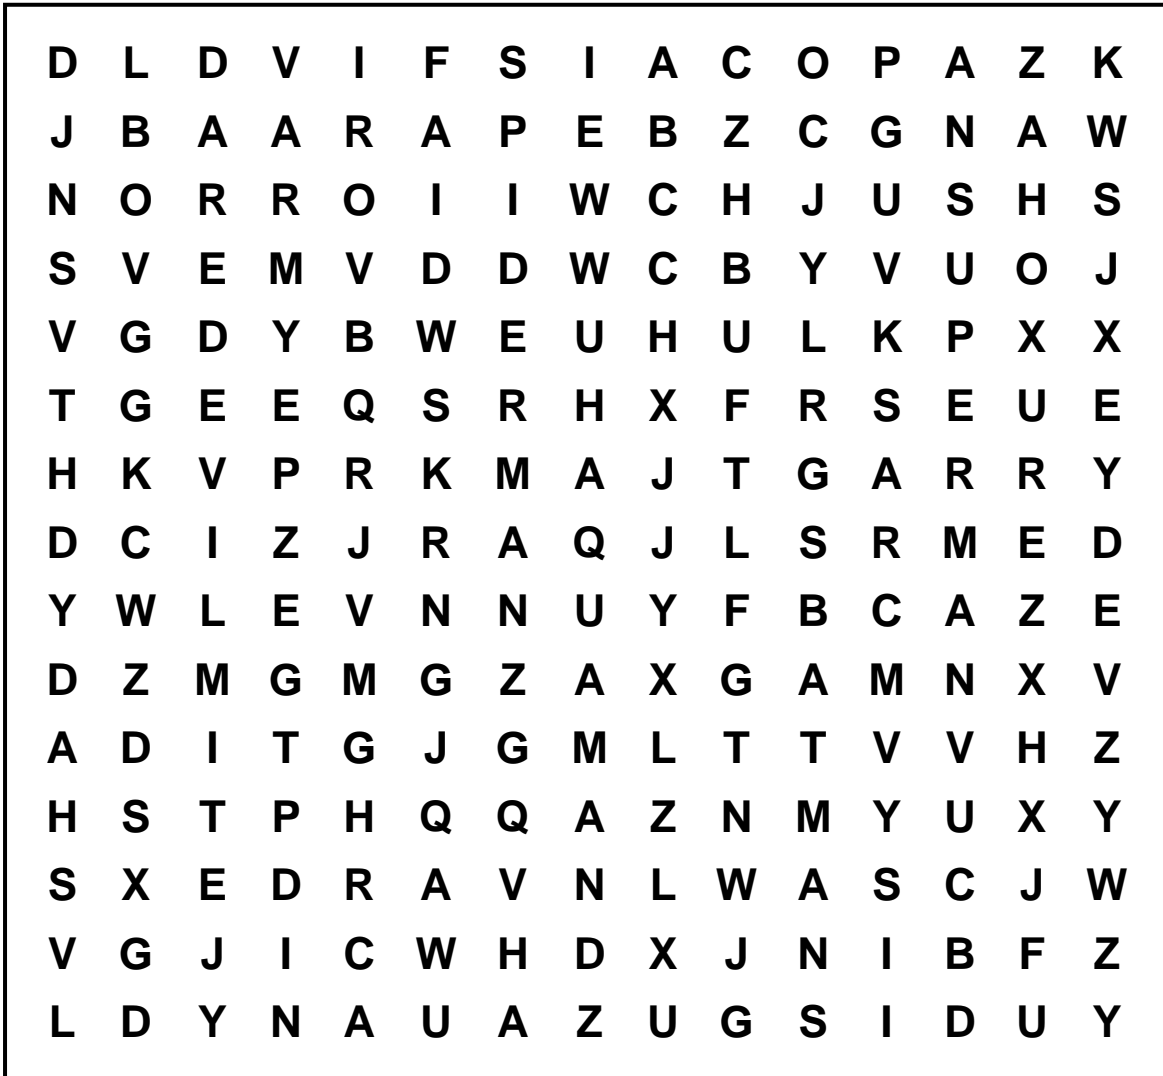 D L D V I F S I A C O P A Z K
J B A A R A P E B Z C G N A W
N O R R O I I W C H J U S H S
S V E M V D D W C B Y V U O J
V G D Y B W E U H U L K P X X
T G E E Q S R H X F R S E U E
H K V P R K M A J T G A R R Y
D C I Z J R A Q J L S R M E D
Y W L E V N N U Y F B C A Z E
D Z M G M G Z A X G A M N X V
A D I T G J G M L T T V V H Z
H S T P H Q Q A Z N M Y U X Y
S X E D R A V N L W A S C J W
V G J I C W H D X J N I B F Z
L D Y N A U A Z U G S I D U Y